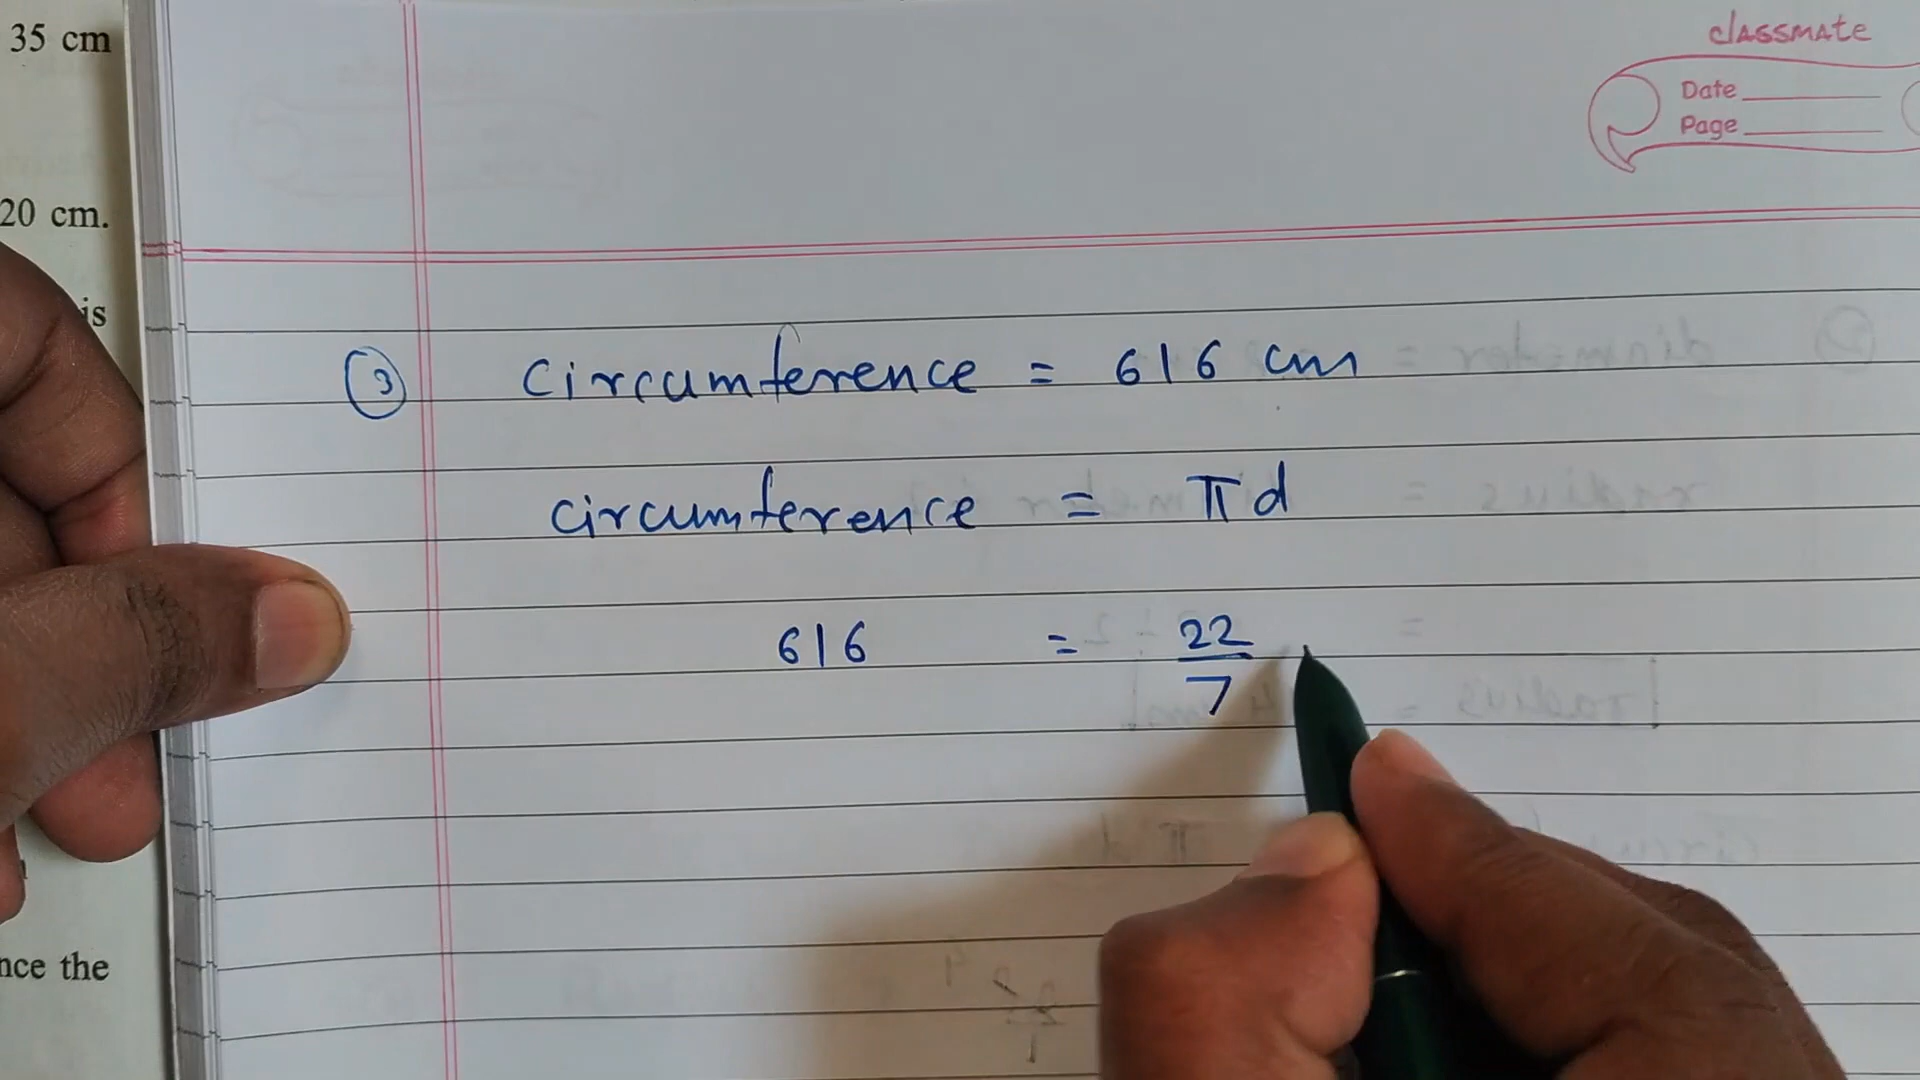 35 cm
20 cm.
is
nce the
classmate
Date
Page
③ circumference = 616 cm
circumference = πd
616 = 22/7